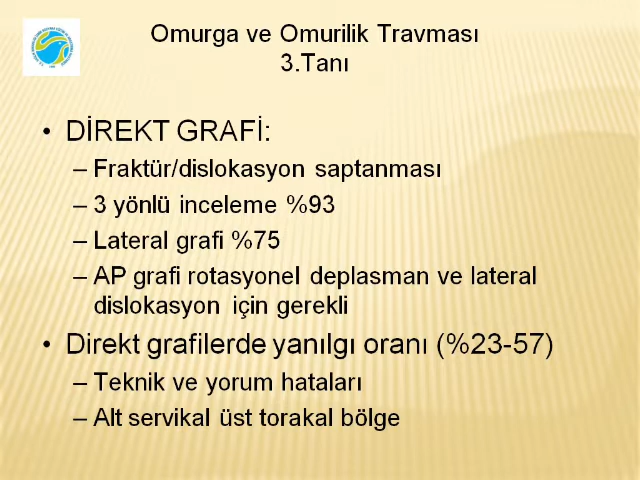 Omurga ve Omurilik Travması
3.Tanı
• DİREKT GRAFİ:
– Fraktür/dislokasyon saptanması
– 3 yönlü inceleme %93
– Lateral grafi %75
– AP grafi rotasyonel deplasman ve lateral
dislokasyon için gerekli
• Direkt grafilerde yanılgı oranı (%23-57)
– Teknik ve yorum hataları
– Alt servikal üst torakal bölge